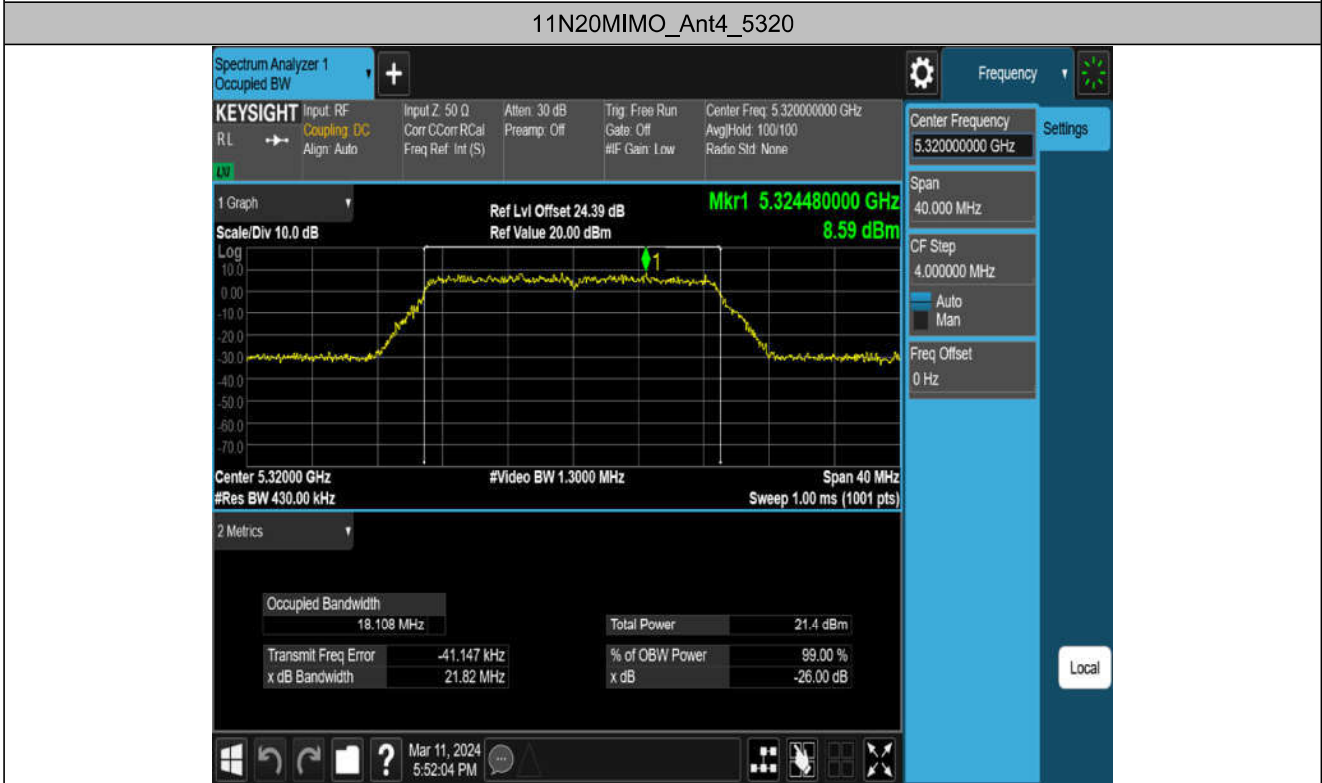 11N20MIMO_Ant4_5320
Spectrum Analyzer 1
Occupied BW
+
Frequency
KEYSIGHT
RL
LXI
Input: RF
Coupling: DC
Align: Auto
Input Z: 50 Ω
Corr CCorr RCal
Freq Ref: Int (S)
Atten: 30 dB
Preamp: Off
Trig: Free Run
Gate: Off
#IF Gain: Low
Center Freq: 5.320000000 GHz
Avg|Hold: 100/100
Radio Std: None
Center Frequency
5.320000000 GHz
Settings
Span
40.000 MHz
CF Step
4.000000 MHz
Auto
Man
Freq Offset
0 Hz
1 Graph
Scale/Div 10.0 dB
Ref Lvl Offset 24.39 dB
Ref Value 20.00 dBm
Mkr1 5.324480000 GHz
8.59 dBm
Log
10.0
0.00
-10.0
-20.0
-30.0
-40.0
-50.0
-60.0
-70.0
1
Center 5.32000 GHz
#Video BW 1.3000 MHz
Span 40 MHz
#Res BW 430.00 kHz
Sweep 1.00 ms (1001 pts)
2 Metrics
Occupied Bandwidth
18.108 MHz
Total Power 21.4 dBm
Transmit Freq Error -41.147 kHz
% of OBW Power 99.00 %
x dB Bandwidth 21.82 MHz
x dB -26.00 dB
Local
?
Mar 11, 2024
5:52:04 PM